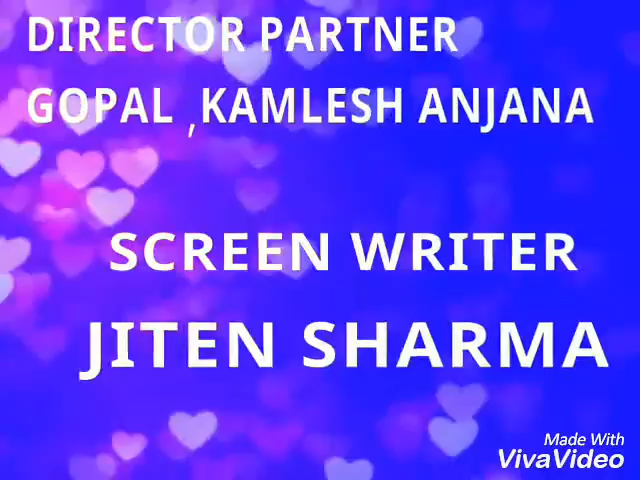 DIRECTOR PARTNER
GOPAL ,KAMLESH ANJANA
SCREEN WRITER
JITEN SHARMA
Made With
VivaVideo